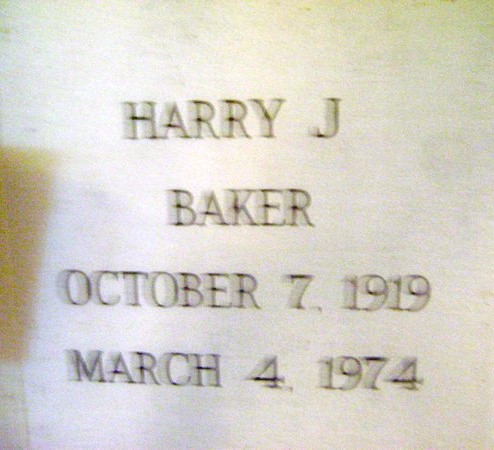 HARRY J
BAKER
OCTOBER 7, 1919
MARCH 4, 1974